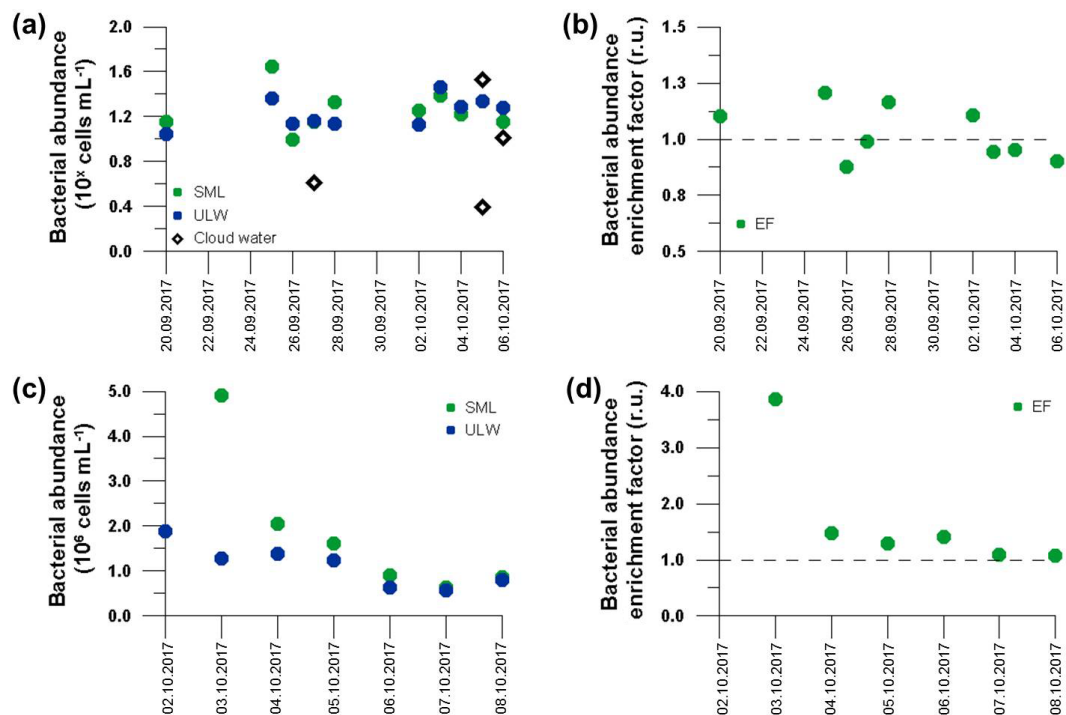 (a)
Bacterial abundance
(10ˣ cells mL⁻¹)
2.0
1.6
1.2
0.8
0.4
0.0
SML
ULW
Cloud water
20.09.2017
22.09.2017
24.09.2017
26.09.2017
28.09.2017
30.09.2017
02.10.2017
04.10.2017
06.10.2017
(b)
Bacterial abundance
enrichment factor (r.u.)
1.5
1.3
1.0
0.8
0.5
EF
20.09.2017
22.09.2017
24.09.2017
26.09.2017
28.09.2017
30.09.2017
02.10.2017
04.10.2017
06.10.2017
(c)
Bacterial abundance
(10⁶ cells mL⁻¹)
5.0
4.0
3.0
2.0
1.0
0.0
SML
ULW
02.10.2017
03.10.2017
04.10.2017
05.10.2017
06.10.2017
07.10.2017
08.10.2017
(d)
Bacterial abundance
enrichment factor (r.u.)
4.0
3.0
2.0
1.0
0.0
EF
02.10.2017
03.10.2017
04.10.2017
05.10.2017
06.10.2017
07.10.2017
08.10.2017